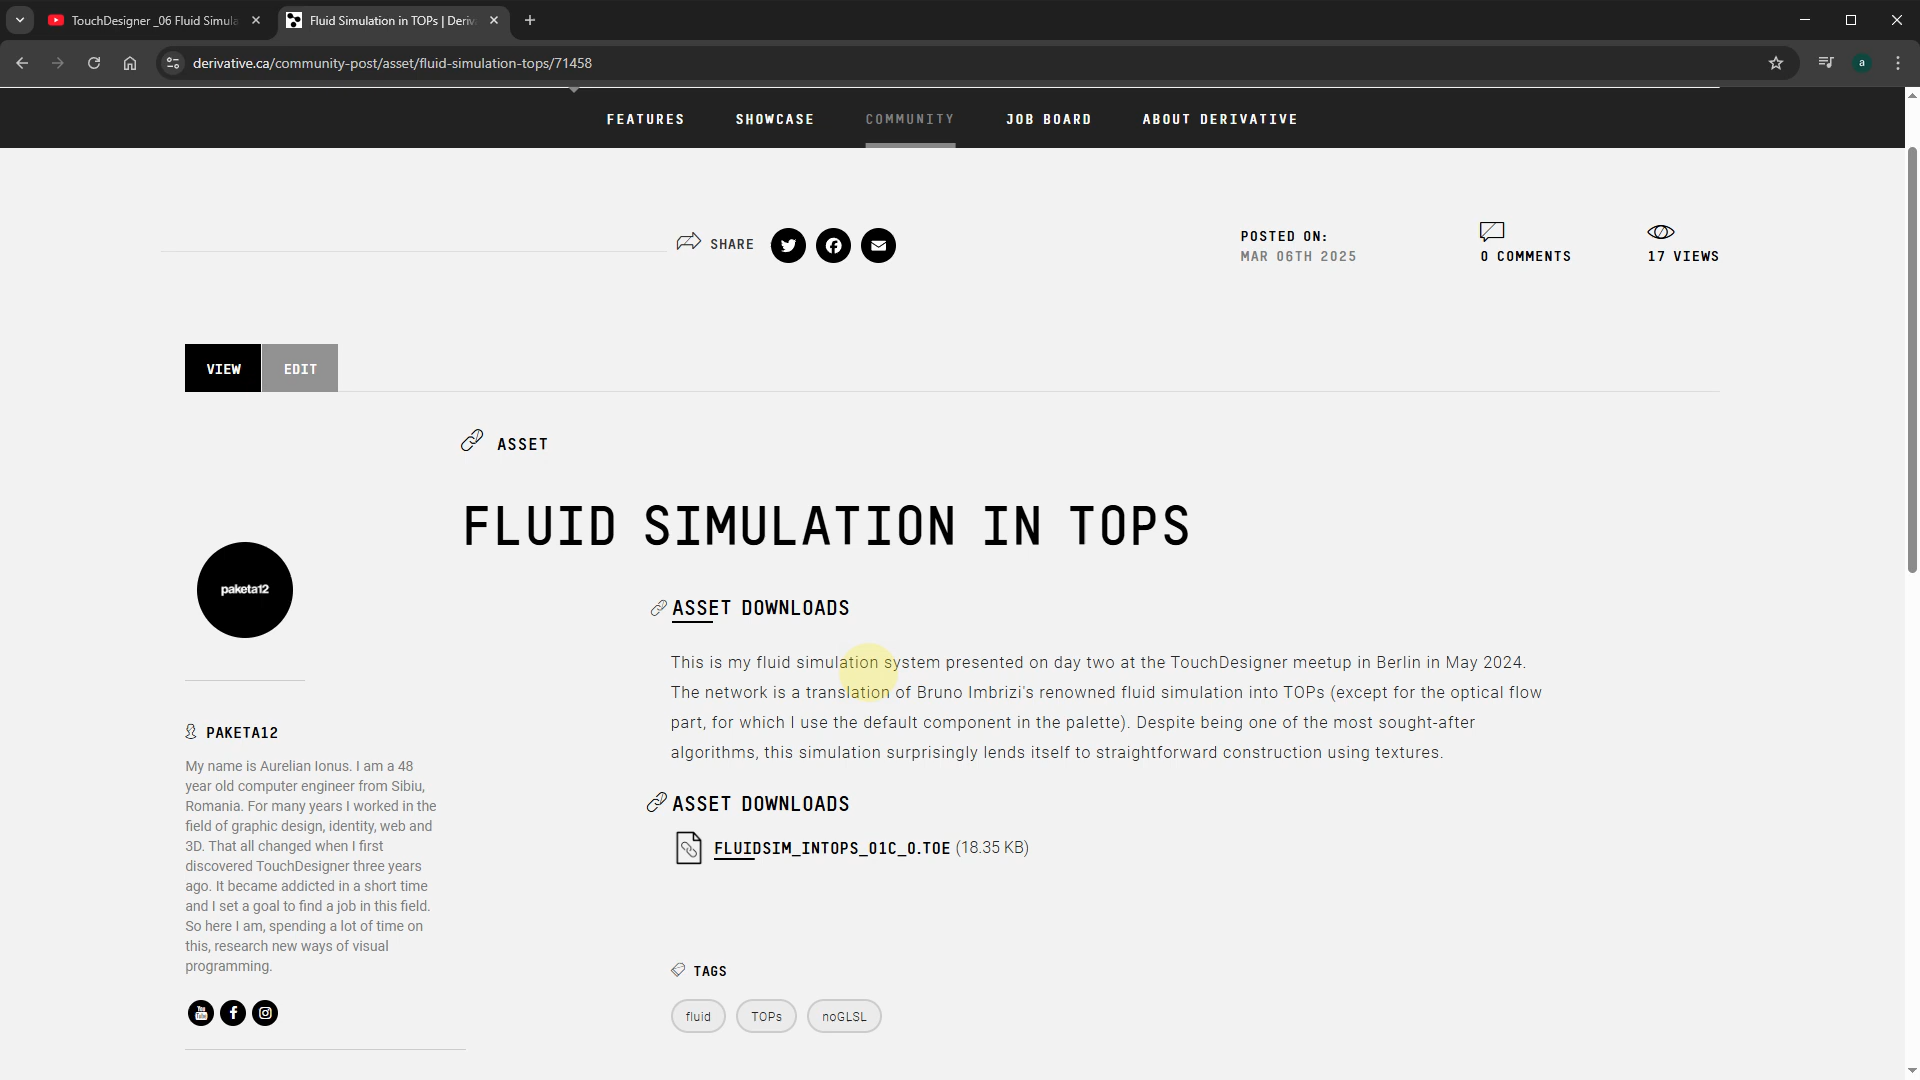 TouchDesigner _06 Fluid Simula
Fluid Simulation in TOPs | Deriv
derivative.ca/community-post/asset/fluid-simulation-tops/71458
a
FEATURES
SHOWCASE
COMMUNITY
JOB BOARD
ABOUT DERIVATIVE
SHARE
POSTED ON:
MAR 06TH 2025
0 COMMENTS
17 VIEWS
VIEW
EDIT
ASSET
FLUID SIMULATION IN TOPS
paketa12
PAKETA12
My name is Aurelian Ionus. I am a 48
year old computer engineer from Sibiu,
Romania. For many years I worked in the
field of graphic design, identity, web and
3D. That all changed when I first
discovered TouchDesigner three years
ago. It became addicted in a short time
and I set a goal to find a job in this field.
So here I am, spending a lot of time on
this, research new ways of visual
programming.
You
Tube
ASSET DOWNLOADS
This is my fluid simulation system presented on day two at the TouchDesigner meetup in Berlin in May 2024.
The network is a translation of Bruno Imbrizi's renowned fluid simulation into TOPs (except for the optical flow
part, for which I use the default component in the palette). Despite being one of the most sought-after
algorithms, this simulation surprisingly lends itself to straightforward construction using textures.
ASSET DOWNLOADS
FLUIDSIM_INTOPS_01C_0.TOE (18.35 KB)
TAGS
fluid
TOPs
noGLSL